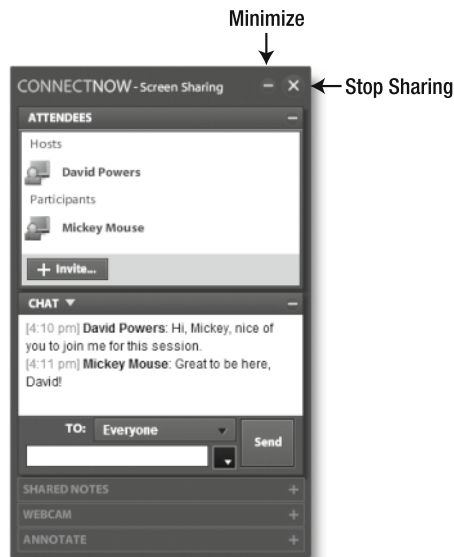 Minimize
CONNECTNOW - Screen Sharing
Stop Sharing
ATTENDEES
Hosts
David Powers
Participants
Mickey Mouse
+ Invite...
CHAT
[4:10 pm] David Powers: Hi, Mickey, nice of
you to join me for this session.
[4:11 pm] Mickey Mouse: Great to be here,
David!
TO: Everyone
Send
SHARED NOTES
WEBCAM
ANNOTATE